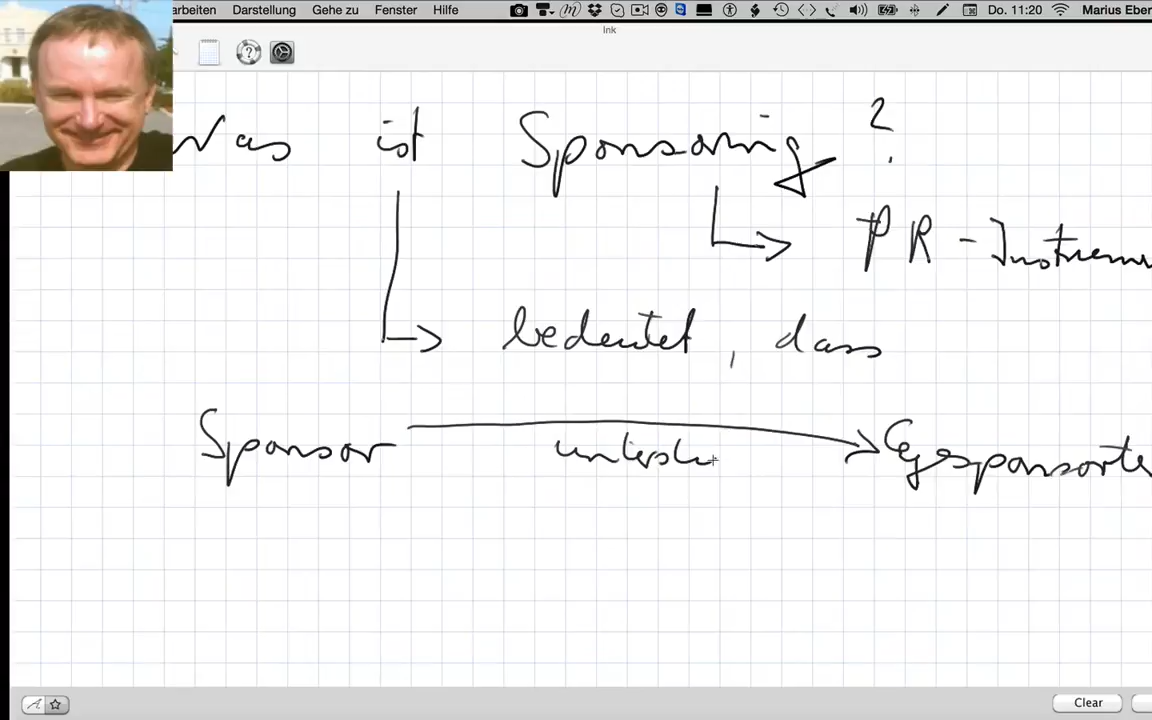 arbeiten Darstellung Gehe zu Fenster Hilfe Do. 11:20 Marius Eber
Ink
Was ist Sponsoring ?
PR - Instrum
bedeutet, dass
Sponsor unterstü Gesponsorte
Clear